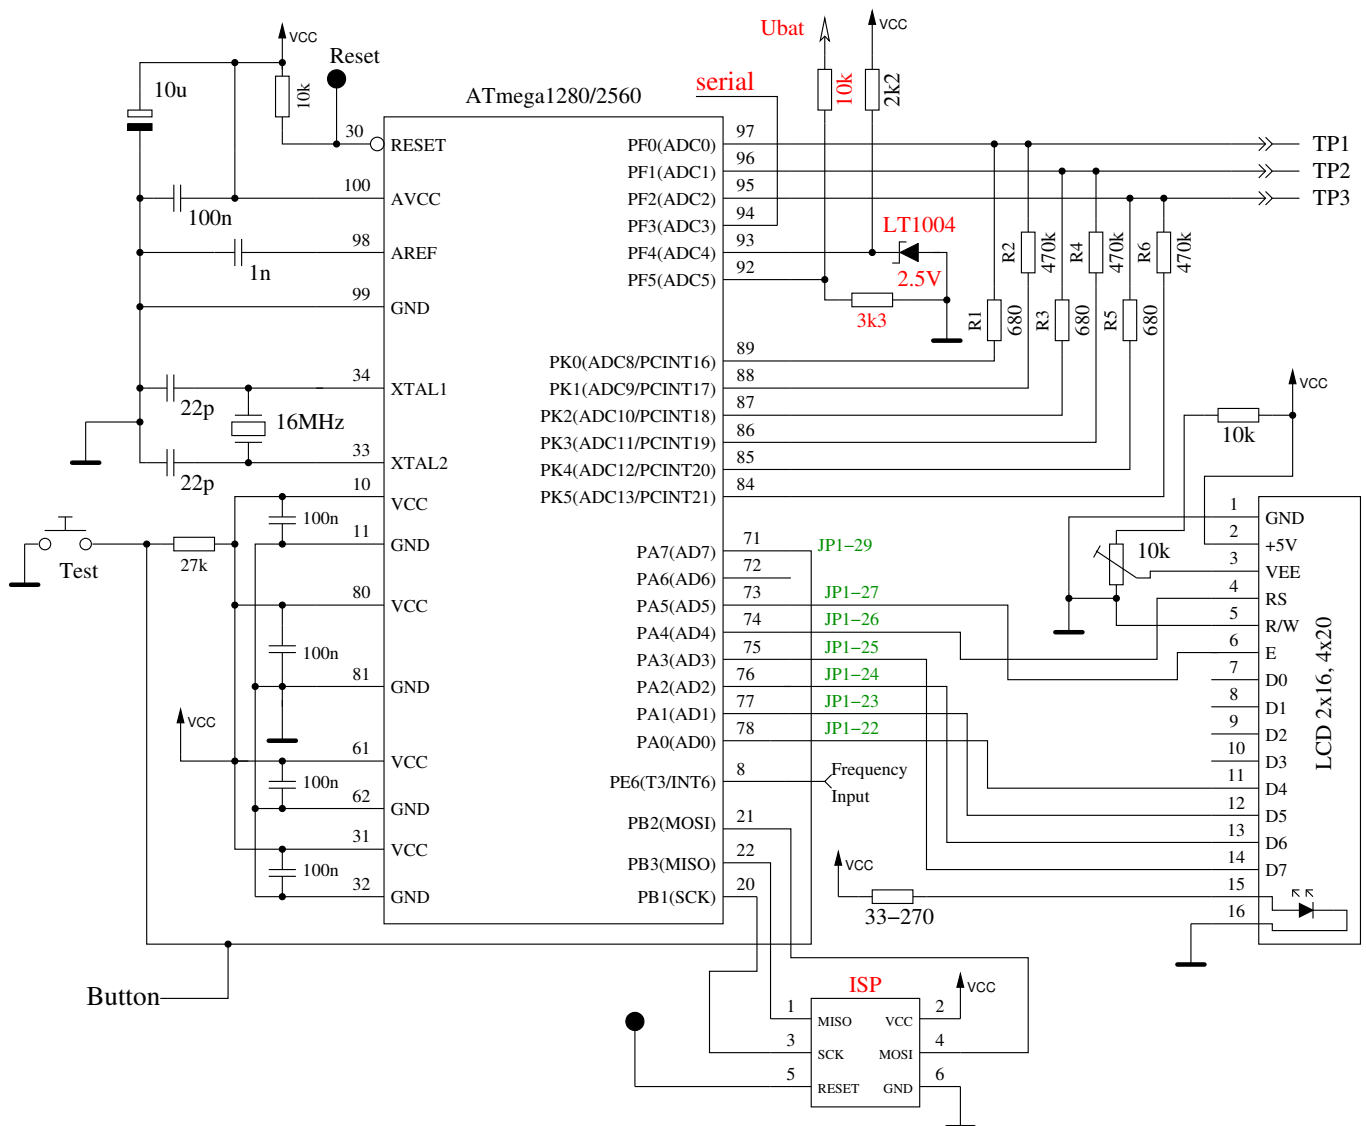 VCC
Reset
10u
10k
ATmega1280/2560
serial
Ubat
10k
VCC
2k2
30
RESET
100
AVCC
100n
98
AREF
1n
99
GND
34
XTAL1
22p
16MHz
33
XTAL2
22p
10
VCC
100n
11
GND
Test
27k
80
VCC
100n
81
GND
VCC
61
VCC
100n
62
GND
31
VCC
100n
32
GND
Button
PF0(ADC0)
97
TP1
PF1(ADC1)
96
TP2
PF2(ADC2)
95
TP3
PF3(ADC3)
94
PF4(ADC4)
93
LT1004
2.5V
PF5(ADC5)
92
3k3
R2
470k
R4
470k
R6
470k
R1
680
R3
680
R5
680
PK0(ADC8/PCINT16)
89
PK1(ADC9/PCINT17)
88
PK2(ADC10/PCINT18)
87
PK3(ADC11/PCINT19)
86
PK4(ADC12/PCINT20)
85
PK5(ADC13/PCINT21)
84
PA7(AD7)
71
JP1-29
PA6(AD6)
72
PA5(AD5)
73
JP1-27
PA4(AD4)
74
JP1-26
PA3(AD3)
75
JP1-25
PA2(AD2)
76
JP1-24
PA1(AD1)
77
JP1-23
PA0(AD0)
78
JP1-22
PE6(T3/INT6)
8
Frequency
Input
PB2(MOSI)
21
PB3(MISO)
22
PB1(SCK)
20
VCC
10k
10k
1
GND
2
+5V
3
VEE
4
RS
5
R/W
6
E
7
D0
8
D1
9
D2
10
D3
11
D4
12
D5
13
D6
14
D7
15
16
LCD 2x16, 4x20
VCC
33-270
ISP
VCC
1
MISO
VCC
2
3
SCK
MOSI
4
5
RESET
GND
6